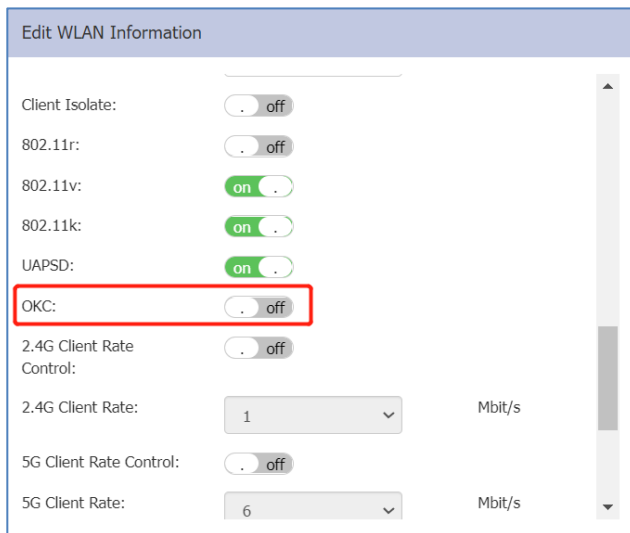 Edit WLAN Information
Client Isolate: . off
802.11r: . off
802.11v: on .
802.11k: on .
UAPSD: on .
OKC: . off
2.4G Client Rate
Control: . off
2.4G Client Rate: 1 Mbit/s
5G Client Rate Control: . off
5G Client Rate: 6 Mbit/s